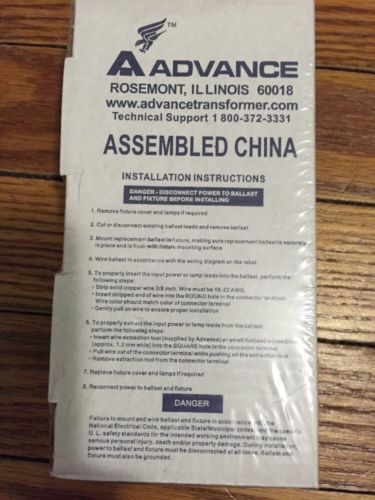 TM
ADVANCE
ROSEMONT, ILLINOIS 60018
www.advancetransformer.com
Technical Support 1 800-372-3331
ASSEMBLED CHINA
INSTALLATION INSTRUCTIONS
DANGER - DISCONNECT POWER TO BALLAST
AND FIXTURE BEFORE INSTALLING
1. Remove fixture cover and lamps if required
2. Cut or disconnect existing ballast leads and remove ballast
3. Mount replacement ballast in fixture, making sure replacement ballast is securely
in place and is flush with fixture mounting surface
4. Wire ballast in accordance with the wiring diagram on the label
5. To properly insert the input power or lamp leads into the ballast, perform the
following steps:
• Strip solid copper wire 3/8 inch. Wire must be 16-22 AWG
• Insert stripped end of wire into the ROUND hole in the connector terminal.
Wire color should match color of connector terminal
• Gently pull on wire to ensure proper installation
6. To properly extract the input power or lamp leads from the ballast,
perform the following steps:
• Insert wire extraction tool (supplied by Advance) or small flathead screwdriver
(approx. 1.2 mm wide) into the SQUARE hole in the connector terminal
• Pull wire out of the connector terminal while pushing on the extraction tool
• Remove extraction tool from the connector terminal
7. Replace fixture cover and lamps if required
8. Reconnect power to ballast and fixture
DANGER
Failure to mount and wire ballast and fixture in accordance with the
National Electrical Code, applicable State/Municipal codes, and the specific
U. L. safety standards for the intended working environment may cause
serious personal injury, death and/or property damage. During installation,
power to ballast and fixture must be disconnected at all times. Ballast and
fixture must also be grounded.